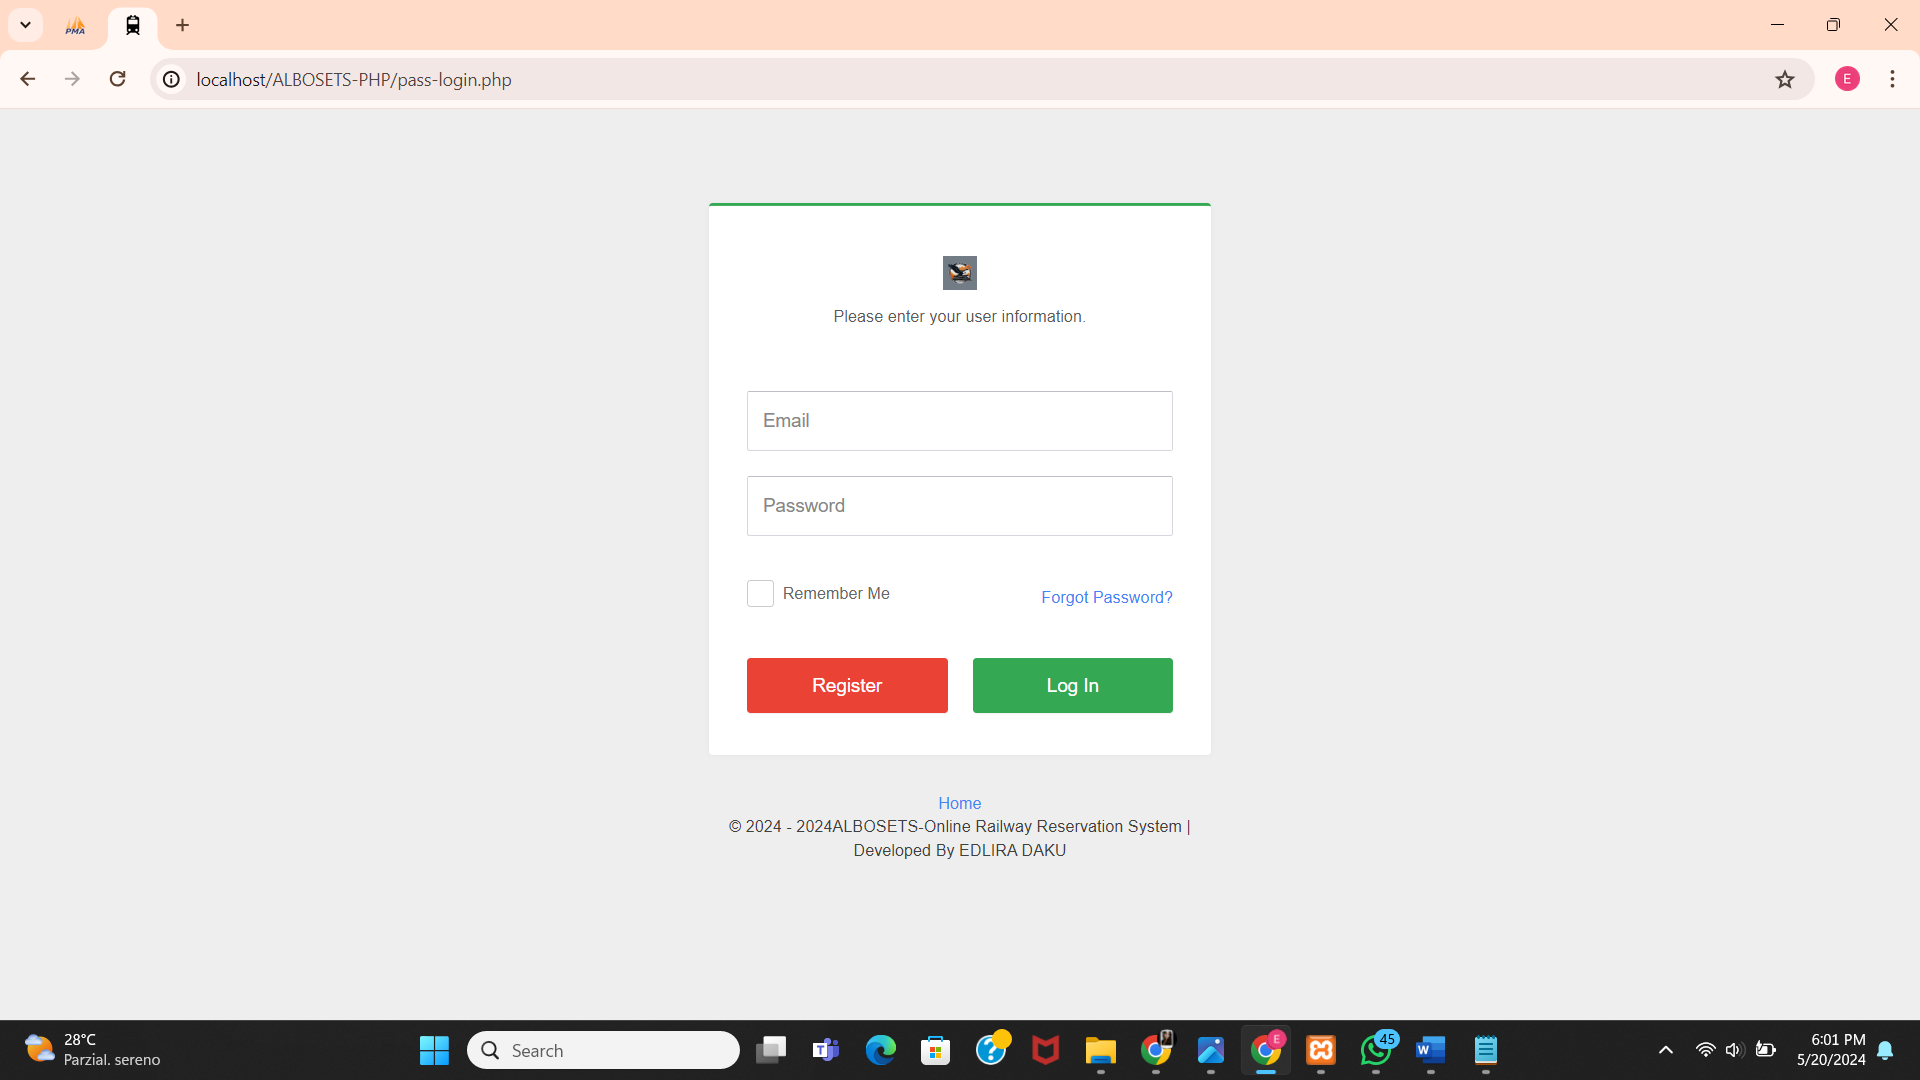 PMA
localhost/ALBOSETS-PHP/pass-login.php
E
Please enter your user information.
Email
Password
Remember Me
Forgot Password?
Register
Log In
Home
© 2024 - 2024ALBOSETS-Online Railway Reservation System |
Developed By EDLIRA DAKU
28°C
Parzial. sereno
Search
E
45
6:01 PM
5/20/2024